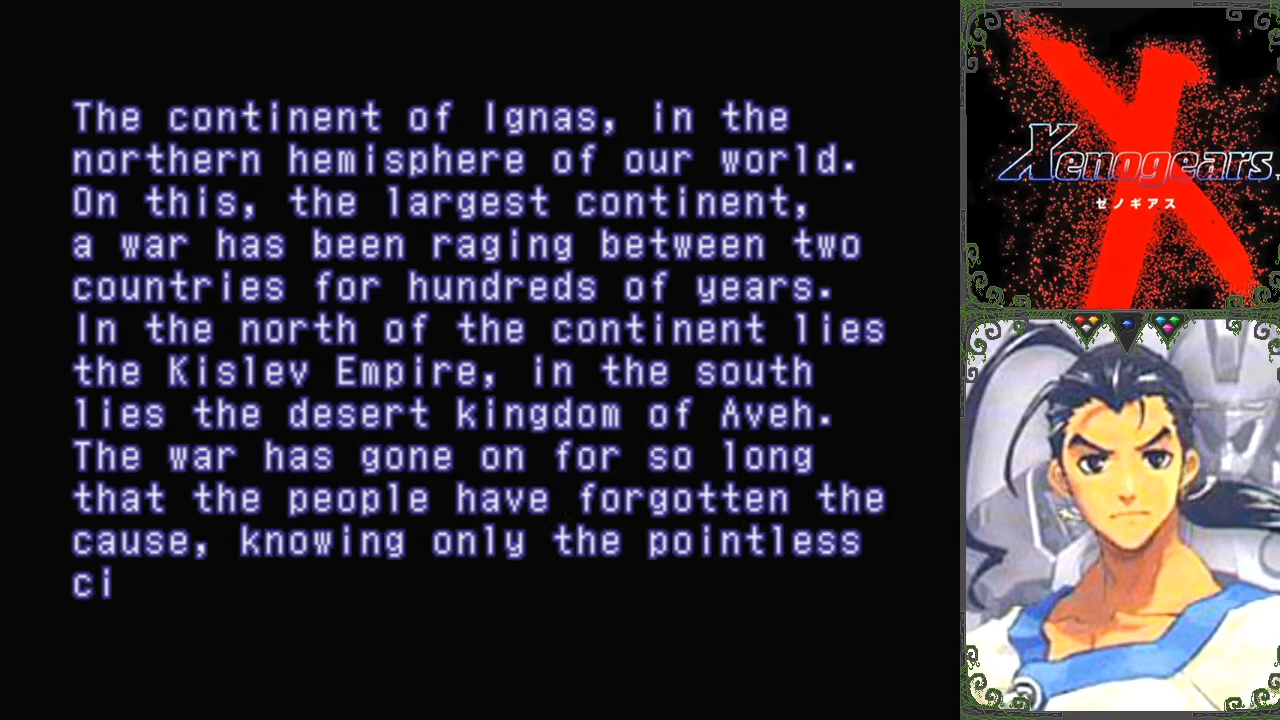 The continent of Ignas, in the
northern hemisphere of our world.
On this, the largest continent,
a war has been raging between two
countries for hundreds of years.
In the north of the continent lies
the Kislev Empire, in the south
lies the desert kingdom of Aveh.
The war has gone on for so long
that the people have forgotten the
cause, knowing only the pointless
ci
Xenogears
ゼノギアス